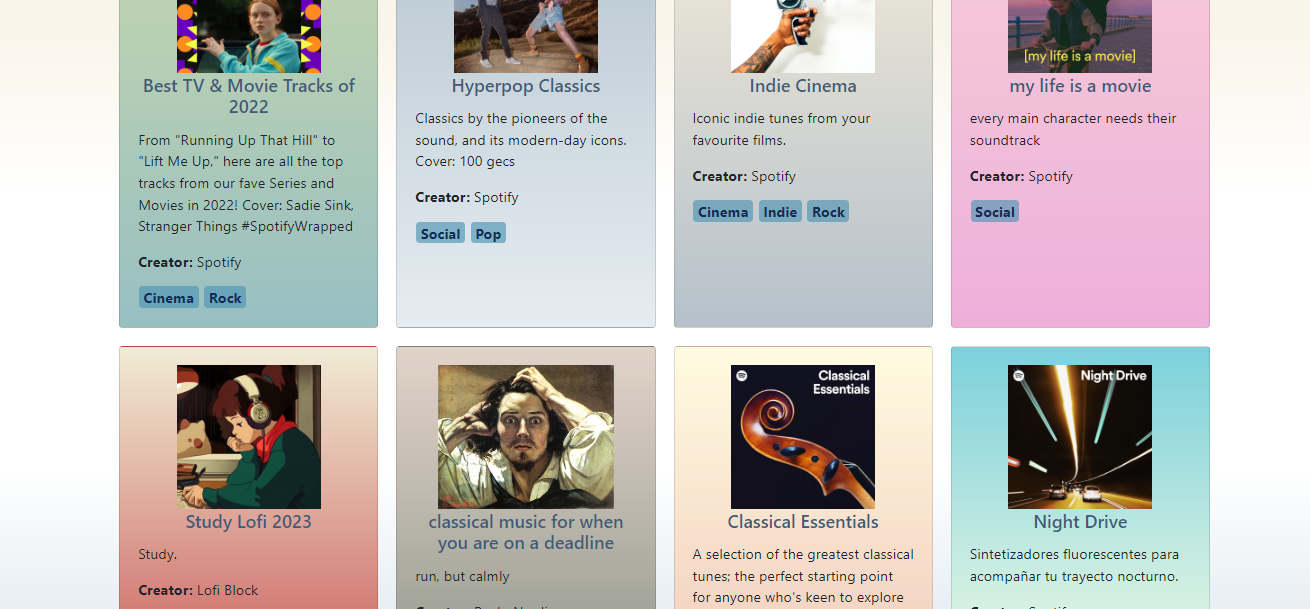 [my life is a movie]
Best TV & Movie Tracks of
2022
From "Running Up That Hill" to
"Lift Me Up," here are all the top
tracks from our fave Series and
Movies in 2022! Cover: Sadie Sink,
Stranger Things #SpotifyWrapped
Creator: Spotify
Cinema Rock
Hyperpop Classics
Classics by the pioneers of the
sound, and its modern-day icons.
Cover: 100 gecs
Creator: Spotify
Social Pop
Indie Cinema
Iconic indie tunes from your
favourite films.
Creator: Spotify
Cinema Indie Rock
my life is a movie
every main character needs their
soundtrack
Creator: Spotify
Social
Study Lofi 2023
Study.
Creator: Lofi Block
classical music for when
you are on a deadline
run, but calmly
Classical
Essentials
Classical Essentials
A selection of the greatest classical
tunes; the perfect starting point
for anyone who's keen to explore
Night Drive
Night Drive
Sintetizadores fluorescentes para
acompañar tu trayecto nocturno.